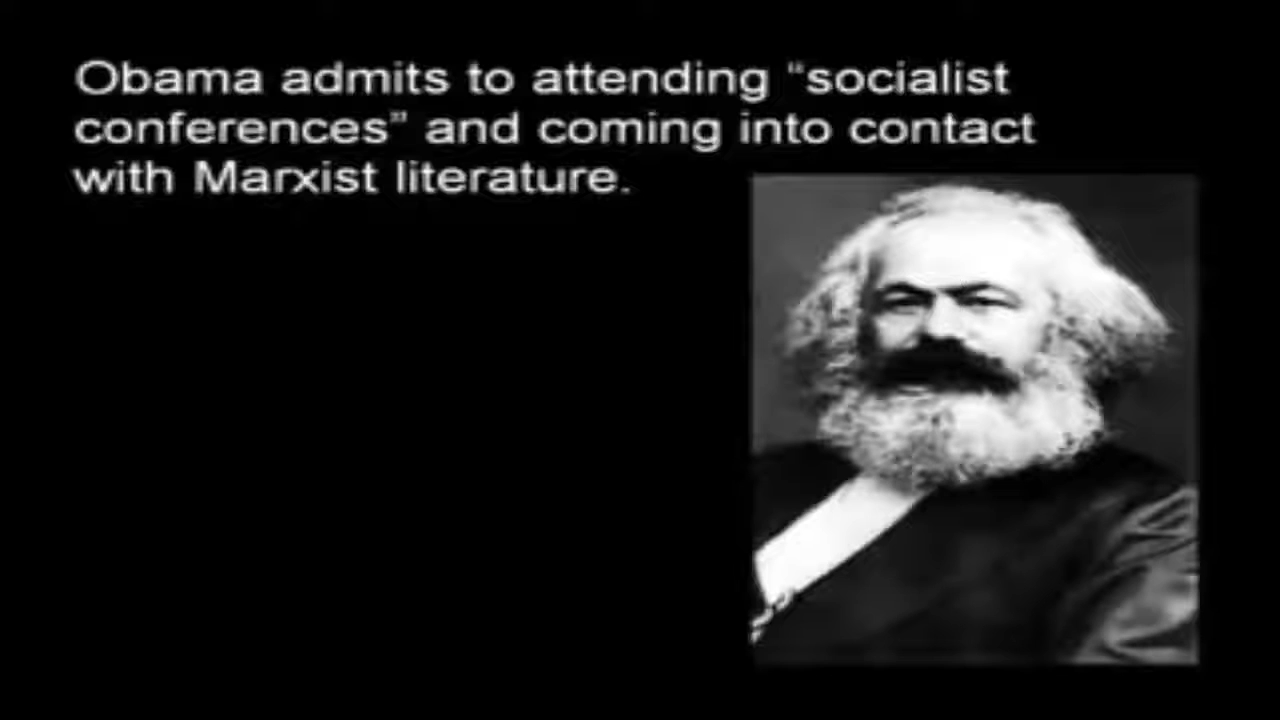 Obama admits to attending “socialist
conferences” and coming into contact
with Marxist literature.